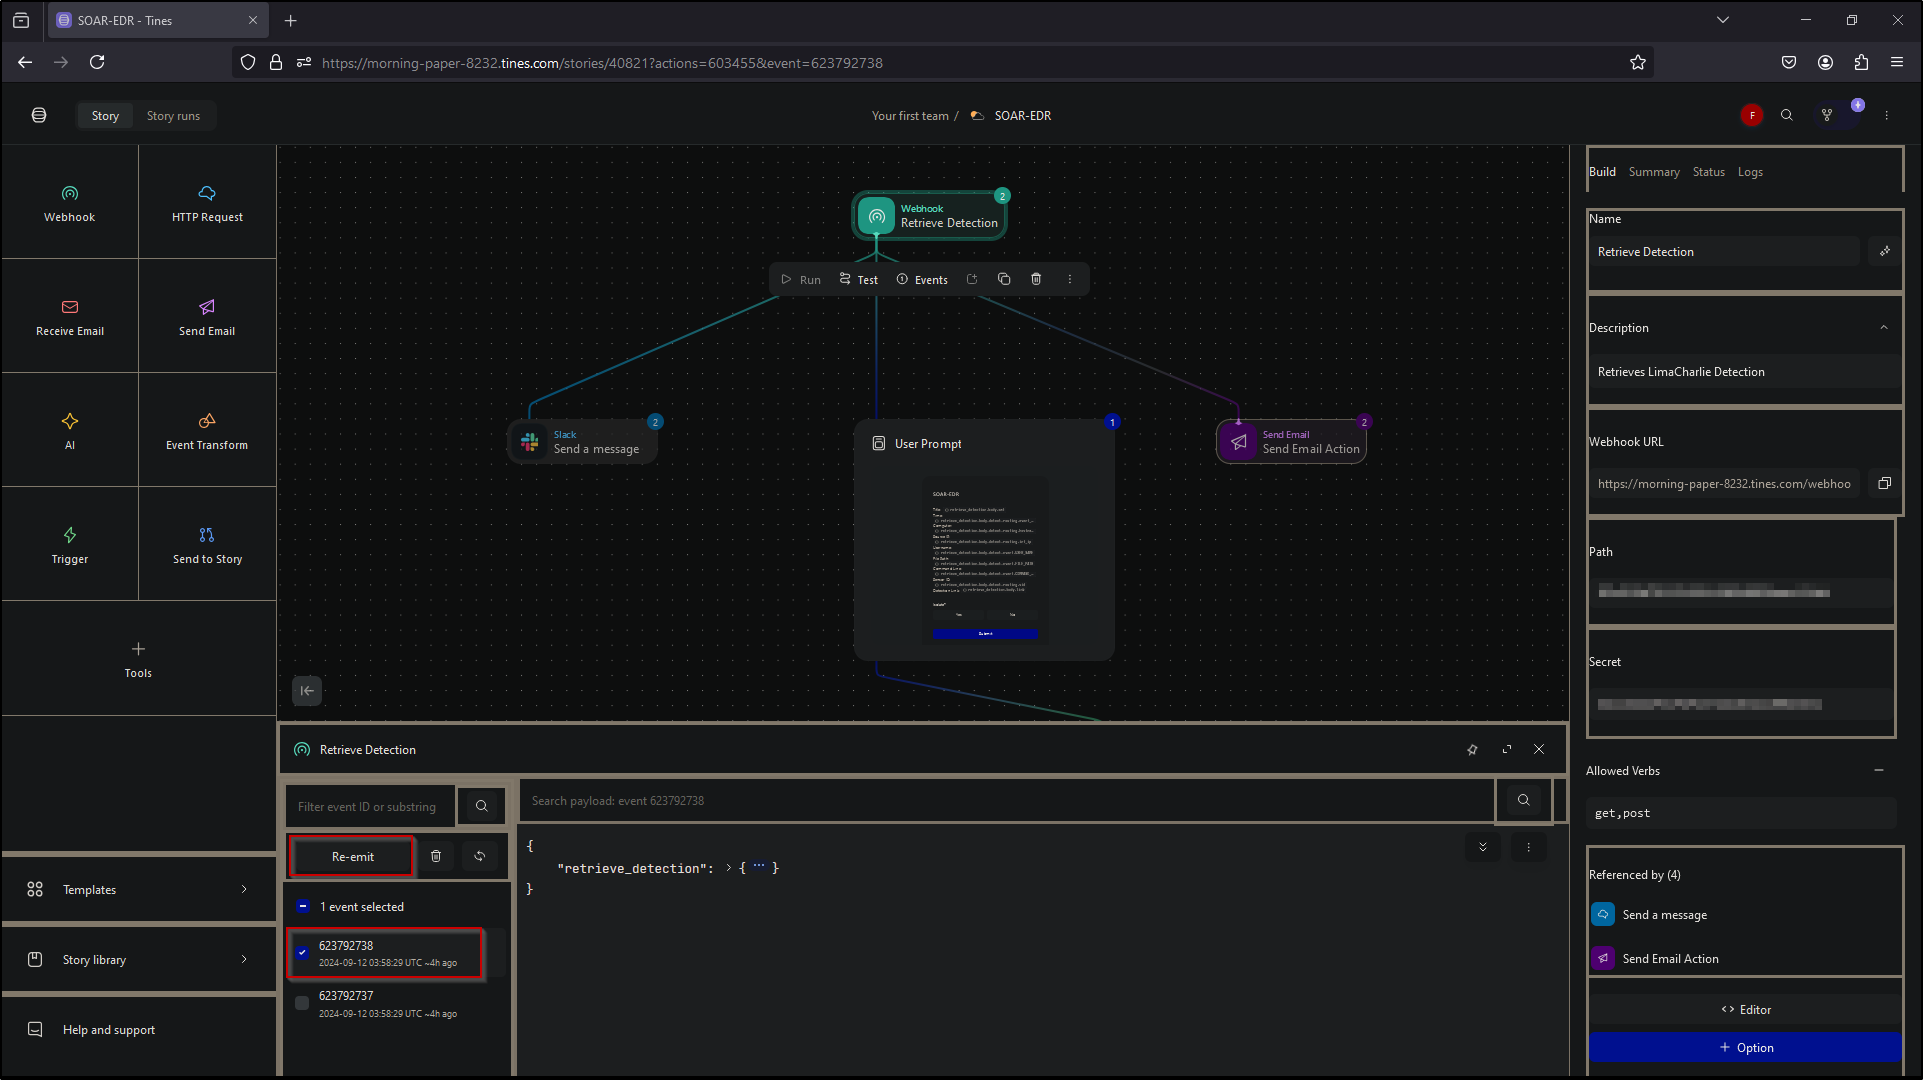 SOAR-EDR - Tines
https://morning-paper-8232.tines.com/stories/40821?actions=603455&event=623792738
Story
Story runs
Your first team / SOAR-EDR
F
Webhook
HTTP Request
Receive Email
Send Email
AI
Event Transform
Trigger
Send to Story
Tools
Templates
Story library
Help and support
2
Webhook
Retrieve Detection
Run
Test
Events
2
Slack
Send a message
1
User Prompt
SOAR-EDR
Yes
No
Submit
2
Send Email
Send Email Action
Retrieve Detection
Filter event ID or substring
Search payload: event 623792738
Re-emit
1 event selected
623792738
2024-09-12 03:58:29 UTC ~4h ago
623792737
2024-09-12 03:58:29 UTC ~4h ago
{
"retrieve_detection": > { ... }
}
Build
Summary
Status
Logs
Name
Retrieve Detection
Description
Retrieves LimaCharlie Detection
Webhook URL
https://morning-paper-8232.tines.com/webhoo
Path
Secret
Allowed Verbs
get,post
Referenced by (4)
Send a message
Send Email Action
<> Editor
+ Option